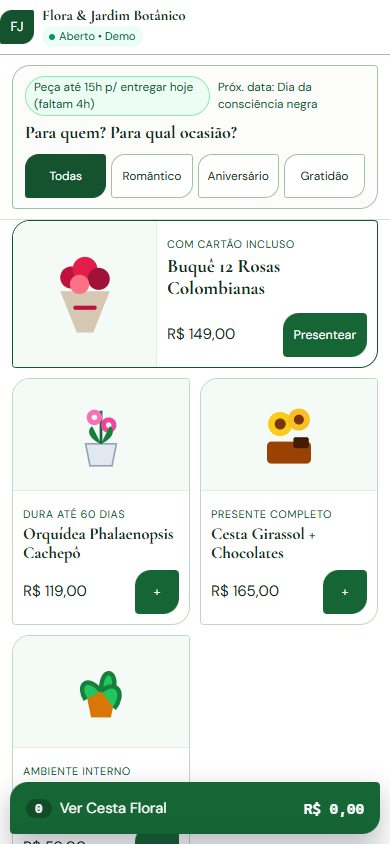 FJ
Flora & Jardim Botânico
Aberto • Demo
Peça até 15h p/ entregar hoje
(faltam 4h)
Próx. data: Dia da
consciência negra
Para quem? Para qual ocasião?
Todas
Romântico
Aniversário
Gratidão
COM CARTÃO INCLUSO
Buquê 12 Rosas
Colombianas
R$ 149,00
Presentear
DURA ATÉ 60 DIAS
Orquídea Phalaenopsis
Cachepô
R$ 119,00
+
PRESENTE COMPLETO
Cesta Girassol +
Chocolates
R$ 165,00
+
AMBIENTE INTERNO
0
Ver Cesta Floral
R$ 0,00